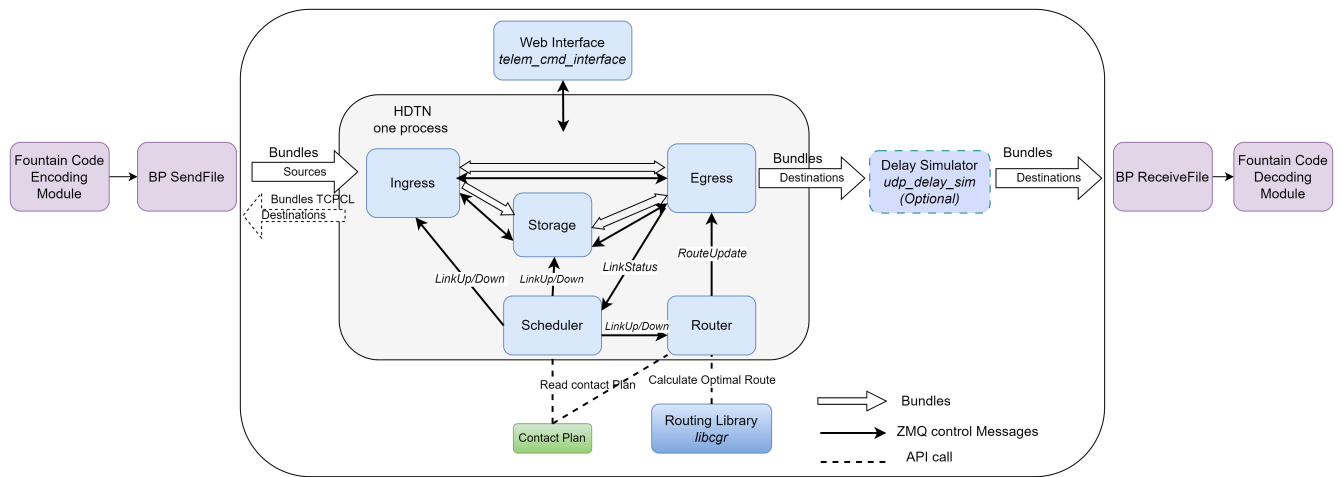 Web Interface
telem_cmd_interface
HDTN
one process
Fountain Code
Encoding
Module
BP SendFile
Bundles
Sources
Bundles TCPCL
Destinations
Ingress
Storage
Egress
Bundles
Destinations
Delay Simulator
udp_delay_sim
(Optional)
Bundles
Destinations
BP ReceiveFile
Fountain Code
Decoding
Module
LinkUp/Down
LinkUp/Down
LinkStatus
RouteUpdate
Scheduler
LinkUp/Down
Router
Read contact Plan
Calculate Optimal Route
Contact Plan
Routing Library
libcgr
Bundles
ZMQ control Messages
API call